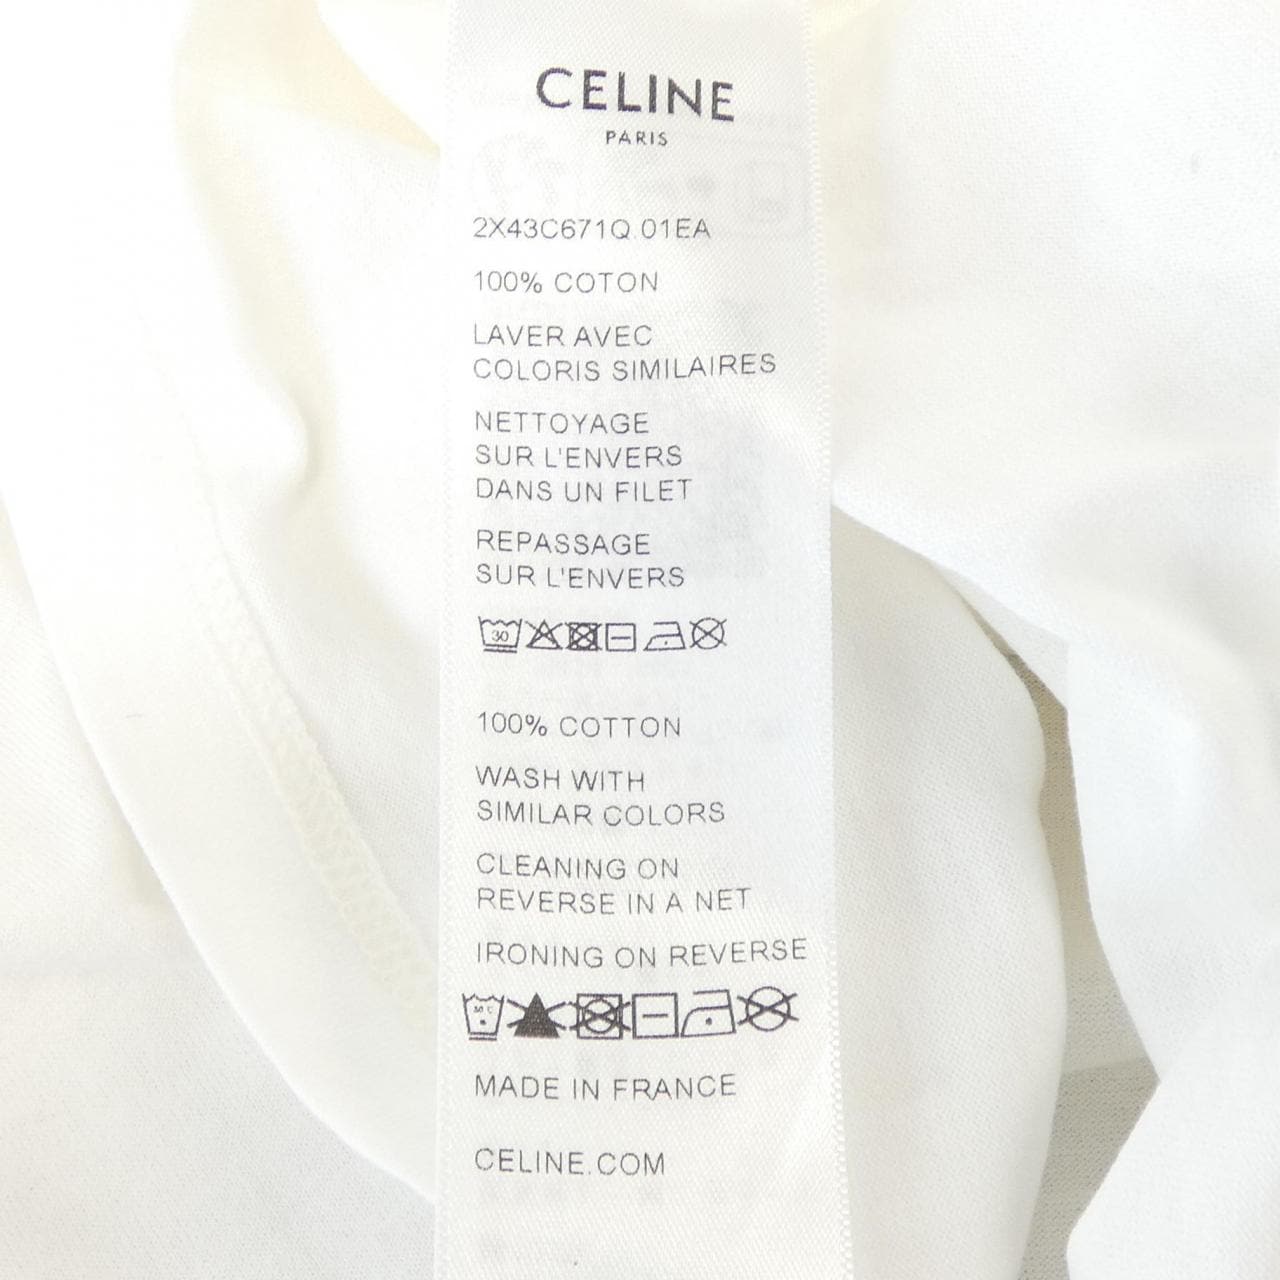 CELINE
PARIS
2X43C671Q.01EA
100% COTON
LAVER AVEC
COLORIS SIMILAIRES
NETTOYAGE
SUR L'ENVERS
DANS UN FILET
REPASSAGE
SUR L'ENVERS
30
100% COTTON
WASH WITH
SIMILAR COLORS
CLEANING ON
REVERSE IN A NET
IRONING ON REVERSE
30°C
MADE IN FRANCE
CELINE.COM